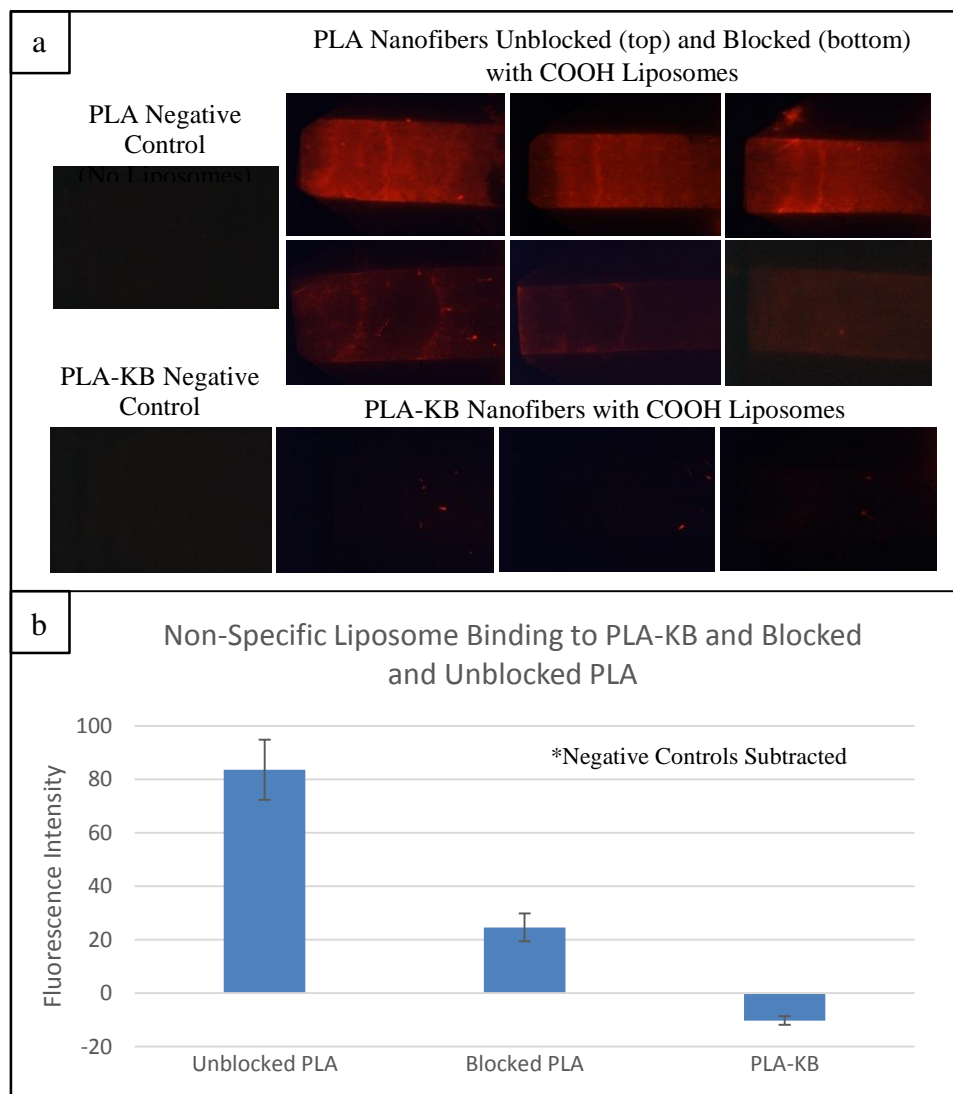 a
PLA Nanofibers Unblocked (top) and Blocked (bottom)
with COOH Liposomes
PLA Negative
Control
(No Liposomes)
PLA-KB Negative
Control
PLA-KB Nanofibers with COOH Liposomes
b
Non-Specific Liposome Binding to PLA-KB and Blocked
and Unblocked PLA
*Negative Controls Subtracted
Fluorescence Intensity
100
80
60
40
20
0
-20
Unblocked PLA
Blocked PLA
PLA-KB